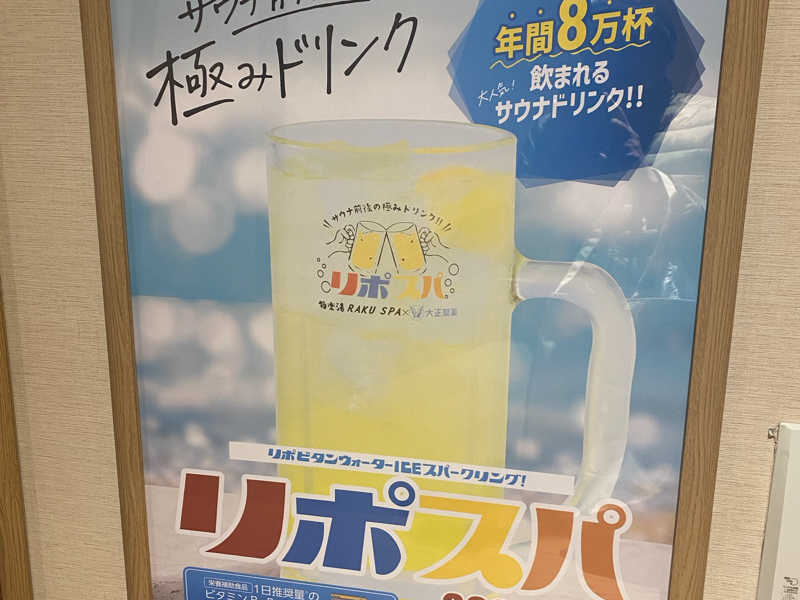 極みドリンク
年間8万杯
大人気!
飲まれる
サウナドリンク!!
サウナ前後の極みドリンク!!
リポスパ
極楽湯 RAKU SPA×大正製薬
リポビタンウォーターICEスパークリング!
リポスパ
栄養補助食品 1日推奨量※の